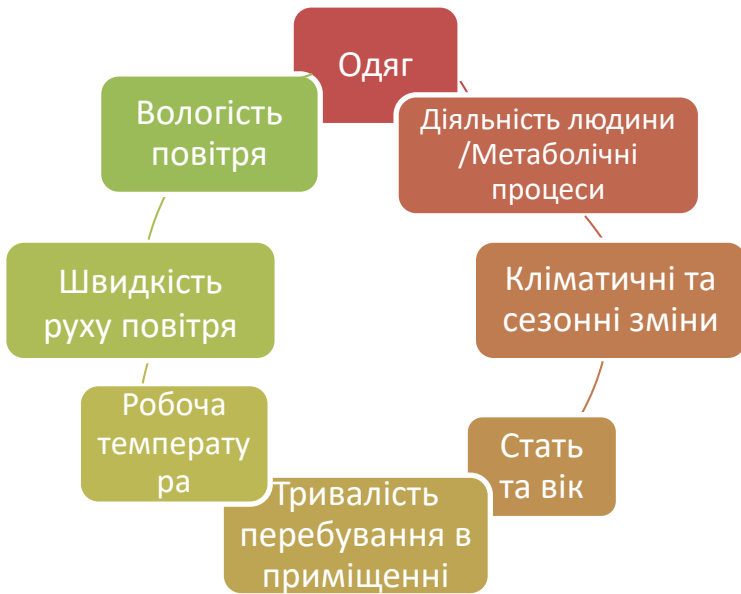 Одяг
Діяльність людини
/Метаболічні
процеси
Кліматичні та
сезонні зміни
Стать
та вік
Тривалість
перебування в
приміщенні
Робоча
температу
ра
Швидкість
руху повітря
Вологість
повітря